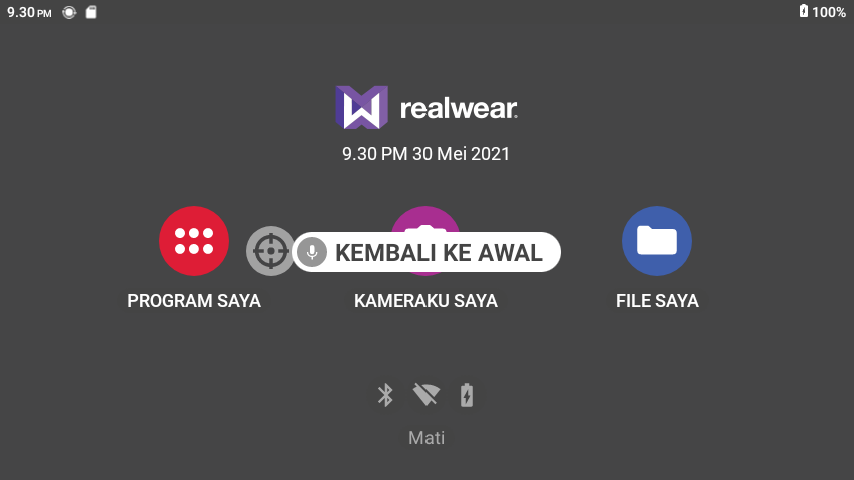 9.30 PM
100%
realwear
9.30 PM 30 Mei 2021
KEMBALI KE AWAL
PROGRAM SAYA
KAMERAKU SAYA
FILE SAYA
Mati